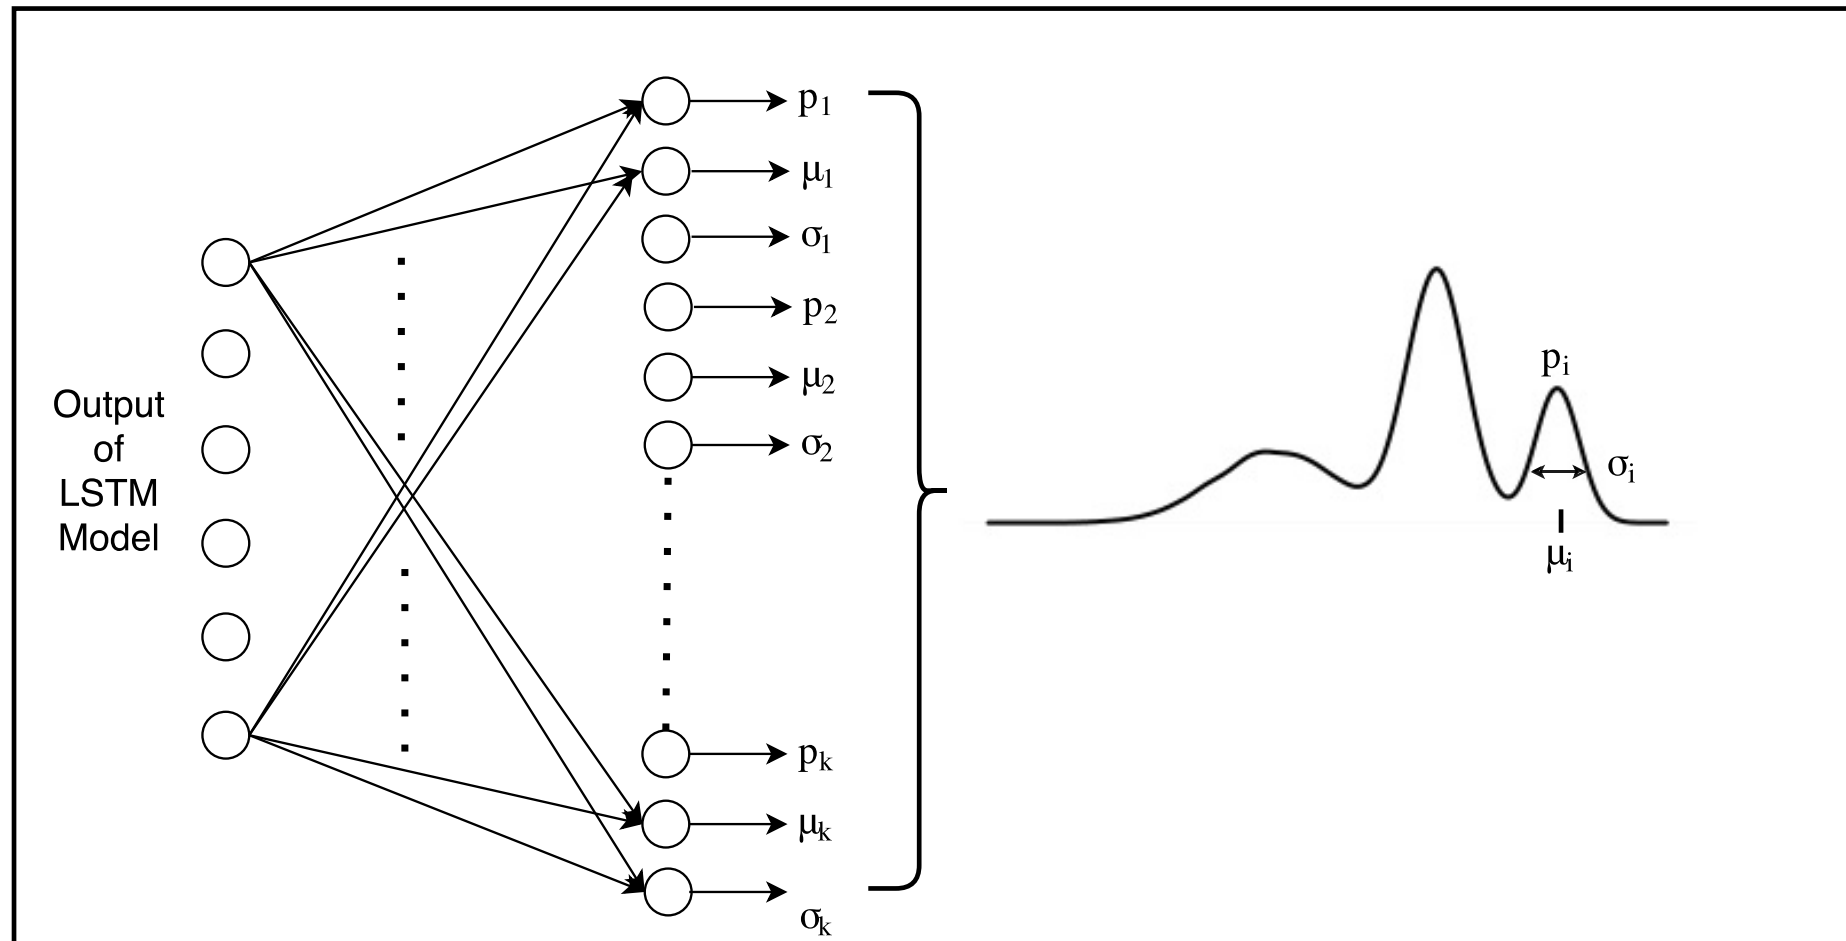 Output
of
LSTM
Model
p₁
μ₁
σ₁
p₂
μ₂
σ₂
pₖ
μₖ
σₖ
pᵢ
σᵢ
μᵢ